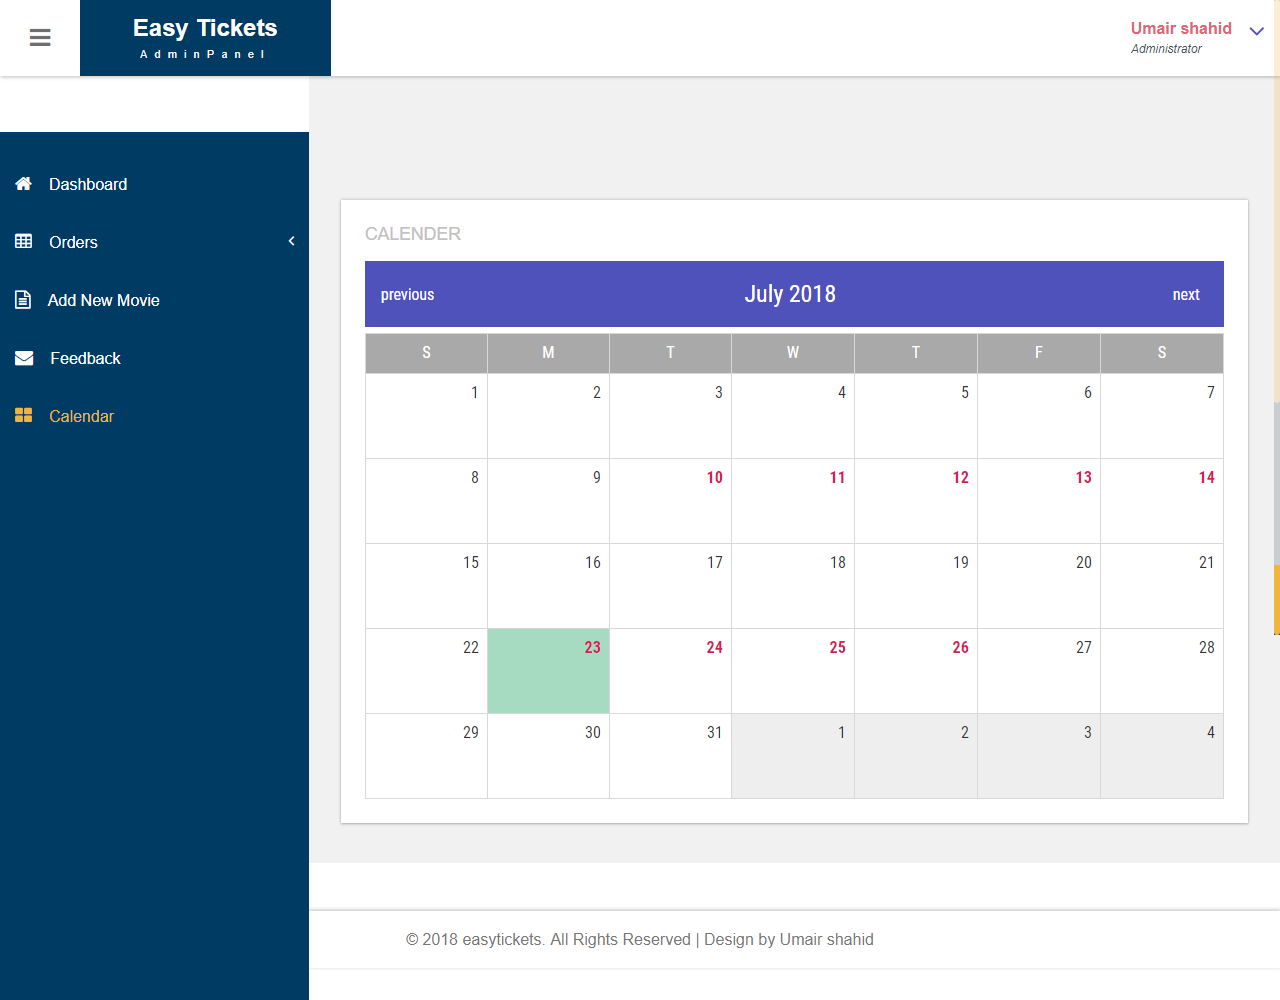 Easy Tickets
AdminPanel
Umair shahid
Administrator
Dashboard
Orders
Add New Movie
Feedback
Calendar
CALENDER
previous July 2018 next
S M T W T F S
1 2 3 4 5 6 7
8 9 10 11 12 13 14
15 16 17 18 19 20 21
22 23 24 25 26 27 28
29 30 31 1 2 3 4
© 2018 easytickets. All Rights Reserved | Design by Umair shahid